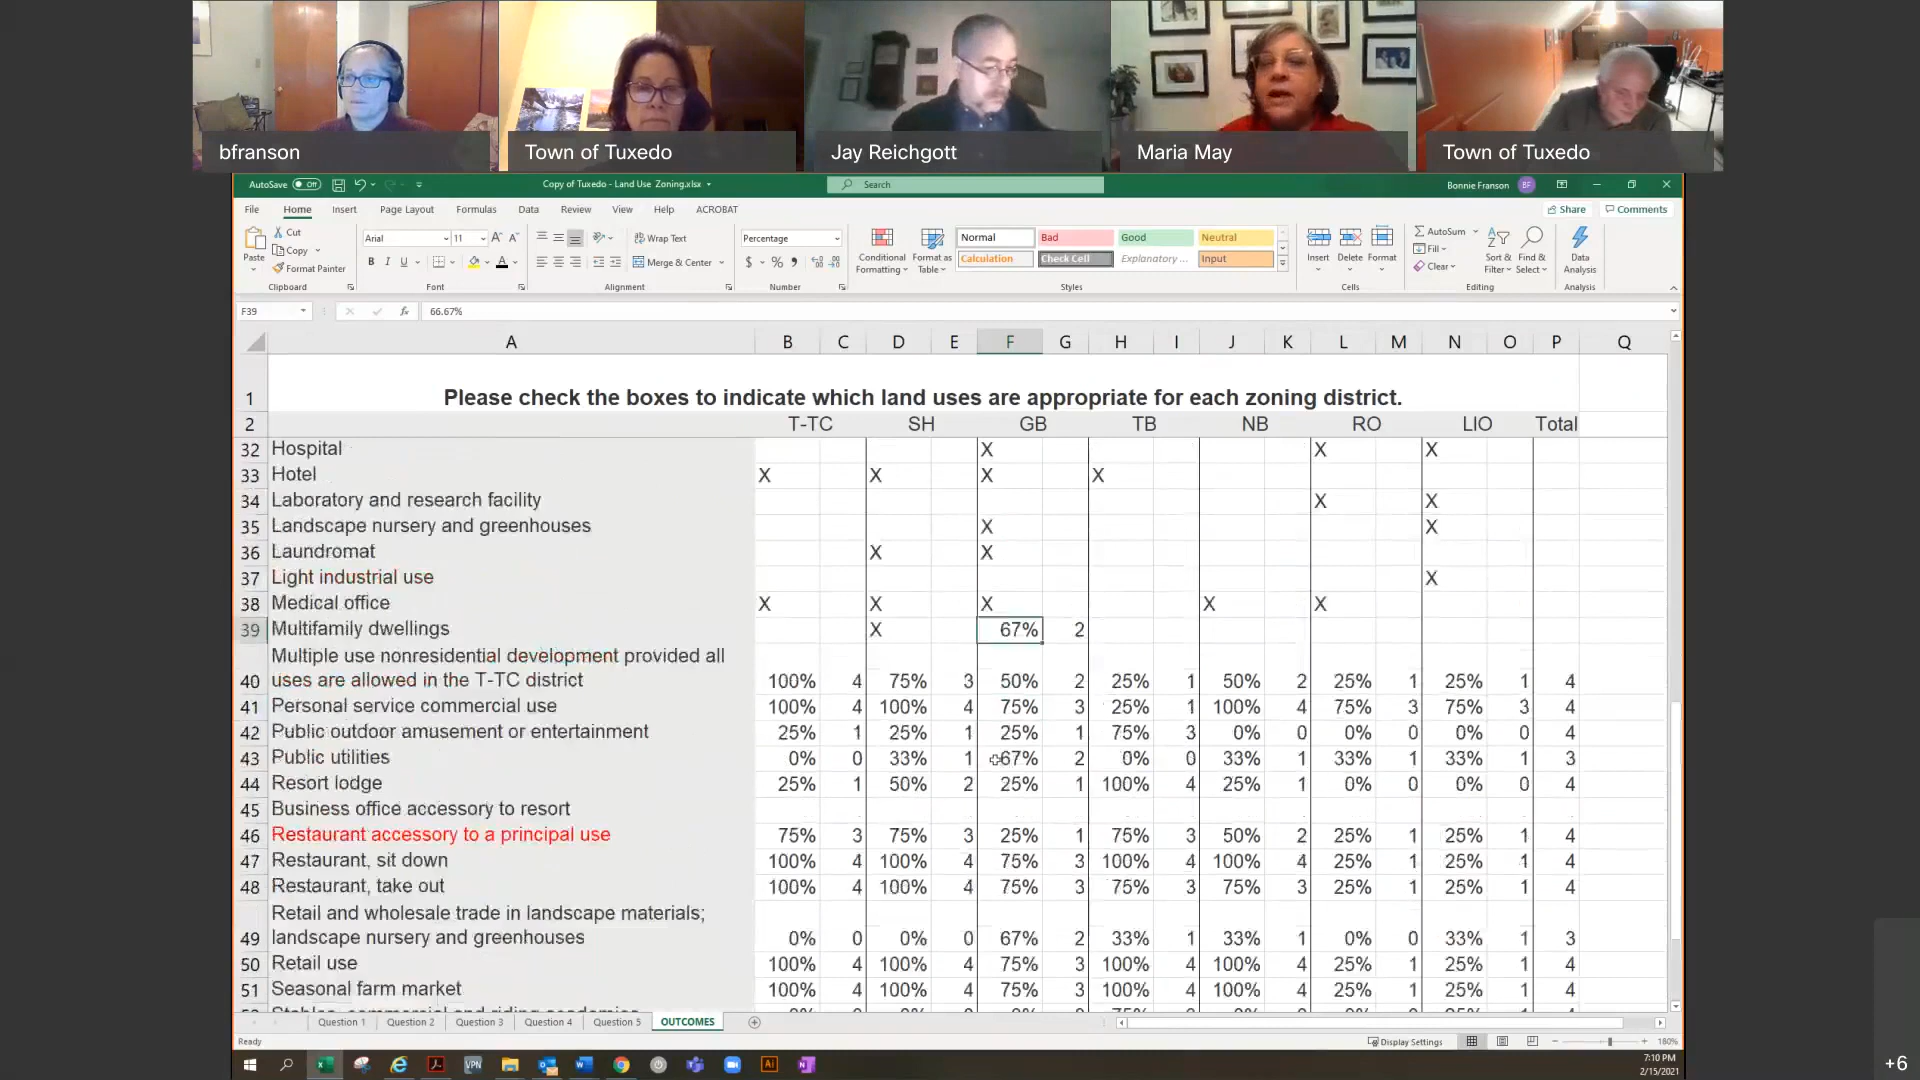 bfranson
Town of Tuxedo
Jay Reichgott
Maria May
Town of Tuxedo
AutoSave Off
Copy of Tuxedo - Land Use Zoning.xlsx
Search
Bonnie Franson BF
File Home Insert Page Layout Formulas Data Review View Help ACROBAT
Share Comments
Paste
Cut
Copy
Format Painter
Clipboard
Arial 11
B I U
Font
Wrap Text
Merge & Center
Alignment
Percentage
$ % ,
Number
Conditional Formatting
Format as Table
Normal Bad Good Neutral
Calculation Check Cell Explanatory ... Input
Styles
Insert Delete Format
Cells
AutoSum
Fill
Clear
Sort & Filter
Find & Select
Editing
Data Analysis
Analysis
F39 fx 66.67%
A B C D E F G H I J K L M N O P Q
1 Please check the boxes to indicate which land uses are appropriate for each zoning district.
2 T-TC SH GB TB NB RO LIO Total
32 Hospital X X X
33 Hotel X X X X
34 Laboratory and research facility X X
35 Landscape nursery and greenhouses X X
36 Laundromat X X
37 Light industrial use X
38 Medical office X X X X X
39 Multifamily dwellings X 67% 2
Multiple use nonresidential development provided all
40 uses are allowed in the T-TC district 100% 4 75% 3 50% 2 25% 1 50% 2 25% 1 25% 1 4
41 Personal service commercial use 100% 4 100% 4 75% 3 25% 1 100% 4 75% 3 75% 3 4
42 Public outdoor amusement or entertainment 25% 1 25% 1 25% 1 75% 3 0% 0 0% 0 0% 0 4
43 Public utilities 0% 0 33% 1 67% 2 0% 0 33% 1 33% 1 33% 1 3
44 Resort lodge 25% 1 50% 2 25% 1 100% 4 25% 1 0% 0 0% 0 4
45 Business office accessory to resort
46 Restaurant accessory to a principal use 75% 3 75% 3 25% 1 75% 3 50% 2 25% 1 25% 1 4
47 Restaurant, sit down 100% 4 100% 4 75% 3 100% 4 100% 4 25% 1 25% 1 4
48 Restaurant, take out 100% 4 100% 4 75% 3 75% 3 75% 3 25% 1 25% 1 4
Retail and wholesale trade in landscape materials;
49 landscape nursery and greenhouses 0% 0 0% 0 67% 2 33% 1 33% 1 0% 0 33% 1 3
50 Retail use 100% 4 100% 4 75% 3 100% 4 100% 4 25% 1 25% 1 4
51 Seasonal farm market 100% 4 100% 4 75% 3 100% 4 100% 4 25% 1 25% 1 4
Question 1 Question 2 Question 3 Question 4 Question 5 OUTCOMES
Ready
Display Settings
180%
VPN
7:10 PM
2/15/2021
+6